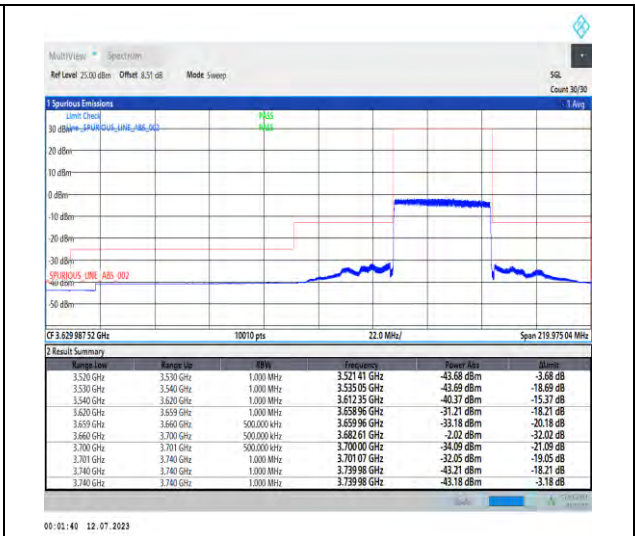 MultiView Spectrum
Ref Level 25.00 dBm Offset 8.51 dB Mode Sweep SGL
Count 30/30
1 Spurious Emissions 1 Avg
Limit Check PASS
30 dBm Line _SPURIOUS_LINE_ABS_002 PASS
20 dBm
10 dBm
0 dBm
-10 dBm
-20 dBm
-30 dBm
SPURIOUS_LINE_ABS_002
-40 dBm
-50 dBm
CF 3.629 987 52 GHz 10010 pts 22.0 MHz/ Span 219.975 04 MHz
2 Result Summary
Range Low Range Up RBW Frequency Power Abs ΔLimit
3.520 GHz 3.530 GHz 1.000 MHz 3.521 41 GHz -43.68 dBm -3.68 dB
3.530 GHz 3.540 GHz 1.000 MHz 3.535 05 GHz -43.69 dBm -18.69 dB
3.540 GHz 3.620 GHz 1.000 MHz 3.612 35 GHz -40.37 dBm -15.37 dB
3.620 GHz 3.659 GHz 1.000 MHz 3.658 96 GHz -31.21 dBm -18.21 dB
3.659 GHz 3.660 GHz 500.000 kHz 3.659 96 GHz -33.18 dBm -20.18 dB
3.660 GHz 3.700 GHz 500.000 kHz 3.682 61 GHz -2.02 dBm -32.02 dB
3.700 GHz 3.701 GHz 500.000 kHz 3.700 00 GHz -34.09 dBm -21.09 dB
3.701 GHz 3.740 GHz 1.000 MHz 3.701 07 GHz -32.05 dBm -19.05 dB
3.740 GHz 3.740 GHz 1.000 MHz 3.739 98 GHz -43.21 dBm -18.21 dB
3.740 GHz 3.740 GHz 1.000 MHz 3.739 98 GHz -43.18 dBm -3.18 dB
00:01:40 12.07.2023